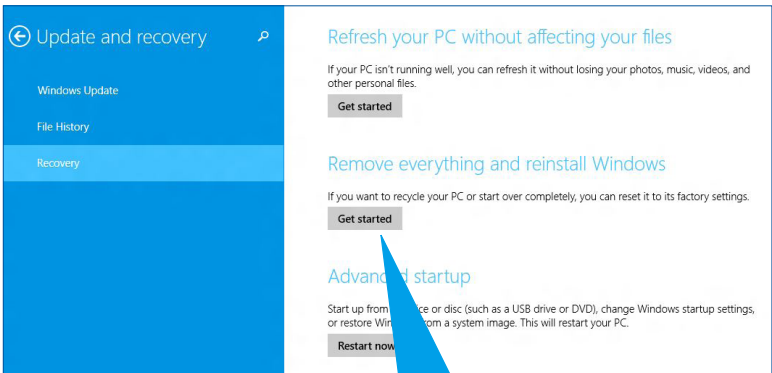 Update and recovery
Windows Update
File History
Recovery
Refresh your PC without affecting your files
If your PC isn't running well, you can refresh it without losing your photos, music, videos, and
other personal files.
Get started
Remove everything and reinstall Windows
If you want to recycle your PC or start over completely, you can reset it to its factory settings.
Get started
startup
Start up from or disc (such as a USB drive or DVD), change Windows startup settings,
or restore from a system image. This will restart your PC.
Restart now